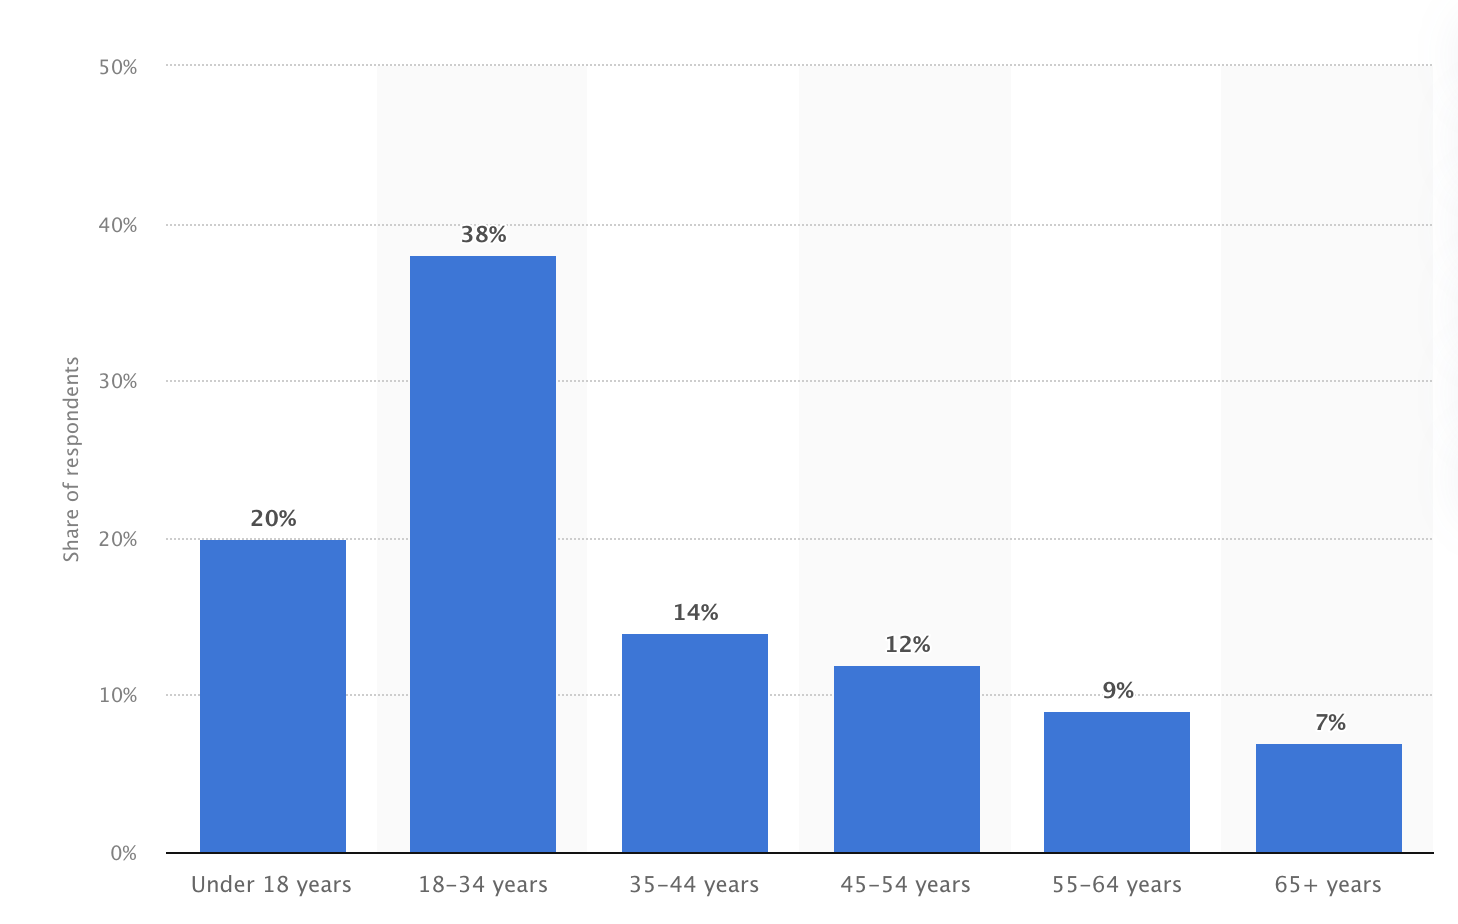 50%
40%
30%
20%
10%
0%
Share of respondents
20%
38%
14%
12%
9%
7%
Under 18 years
18–34 years
35–44 years
45–54 years
55–64 years
65+ years